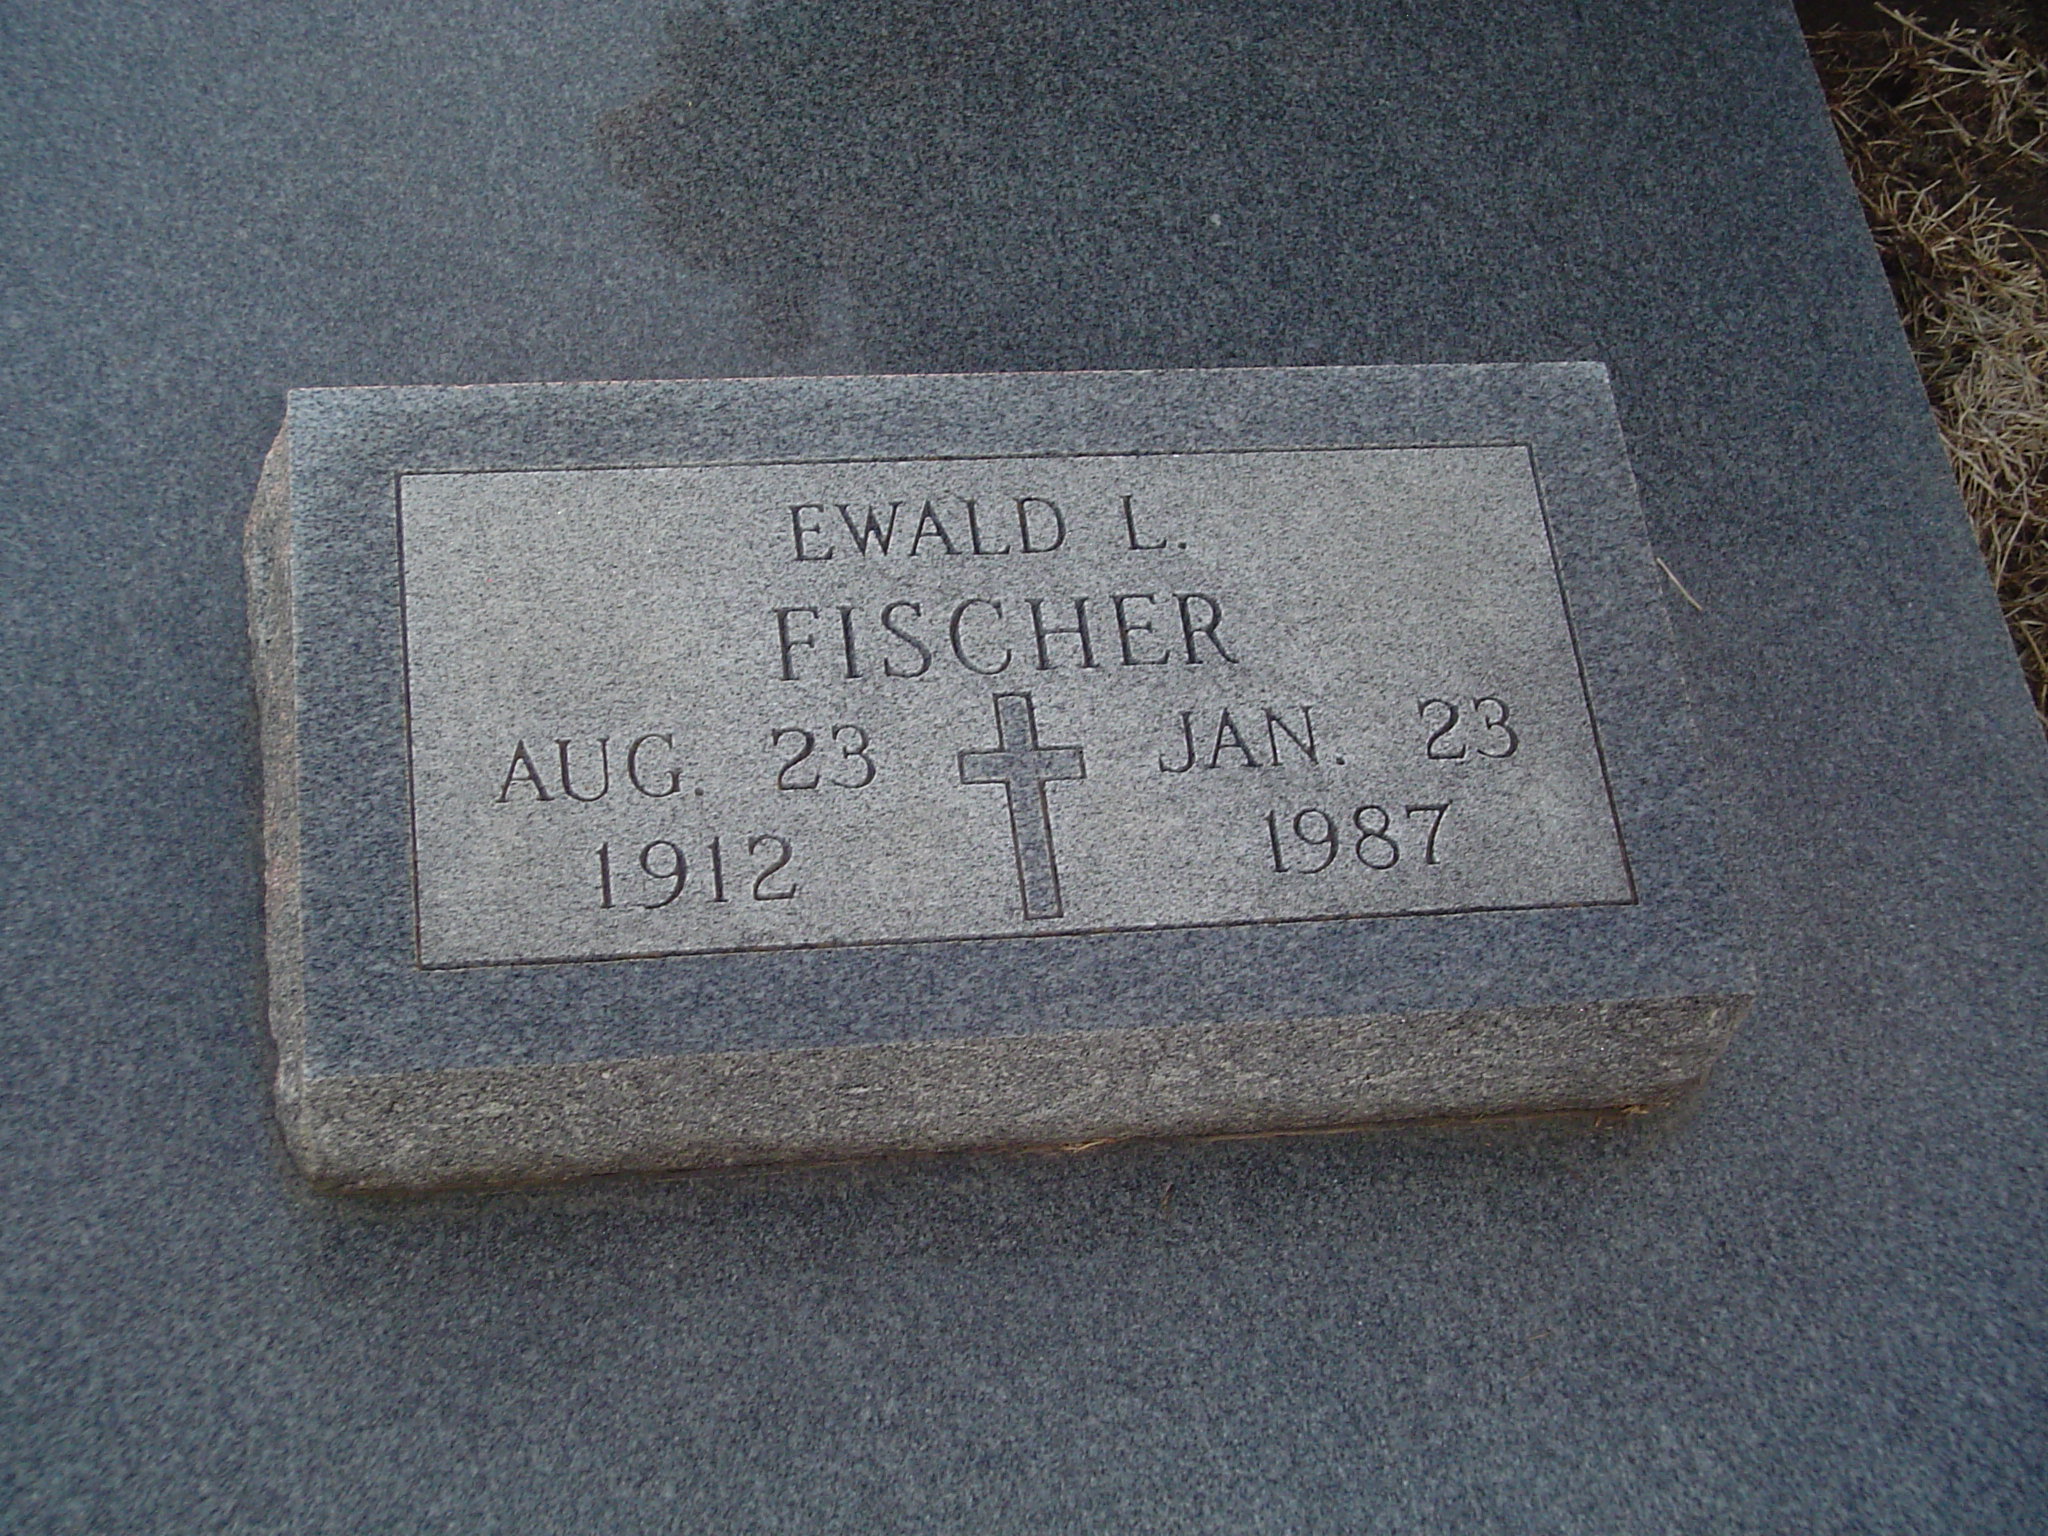 EWALD L.
FISCHER
AUG. 23 JAN. 23
1912 1987